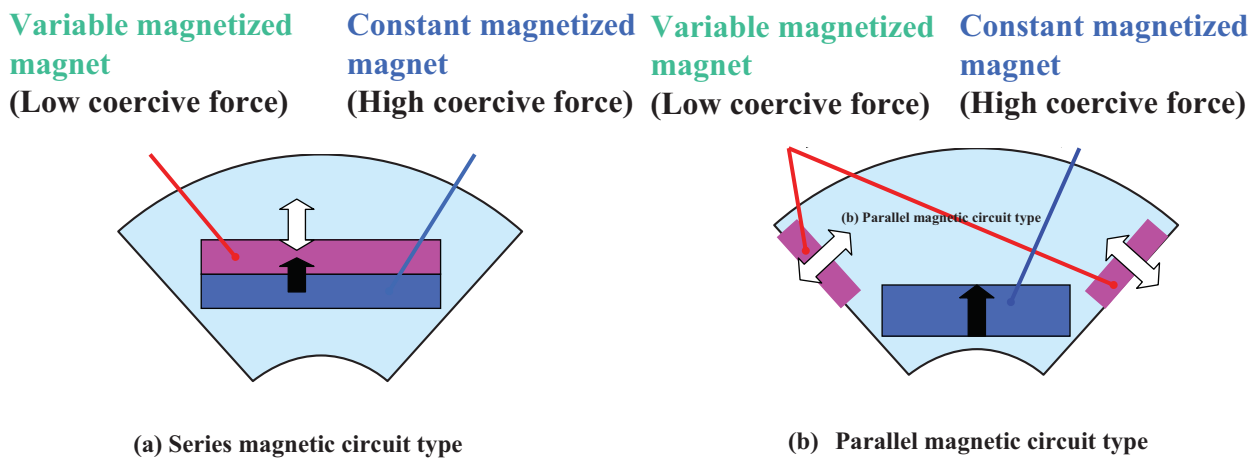 Variable magnetized
magnet
(Low coercive force)
Constant magnetized
magnet
(High coercive force)
Variable magnetized
magnet
(Low coercive force)
Constant magnetized
magnet
(High coercive force)
(b) Parallel magnetic circuit type
(a) Series magnetic circuit type
(b) Parallel magnetic circuit type